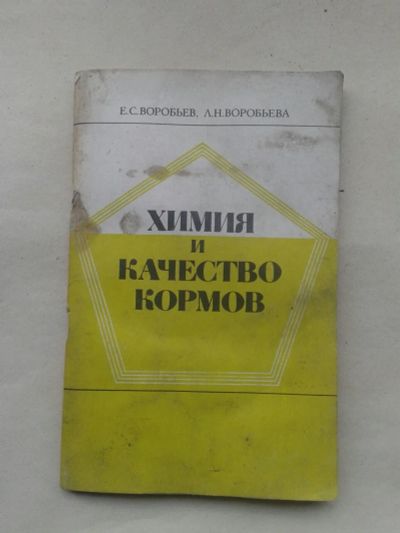 Е.С.ВОРОБЬЕВ, Л.Н.ВОРОБЬЕВА
ХИМИЯ
И
КАЧЕСТВО
КОРМОВ